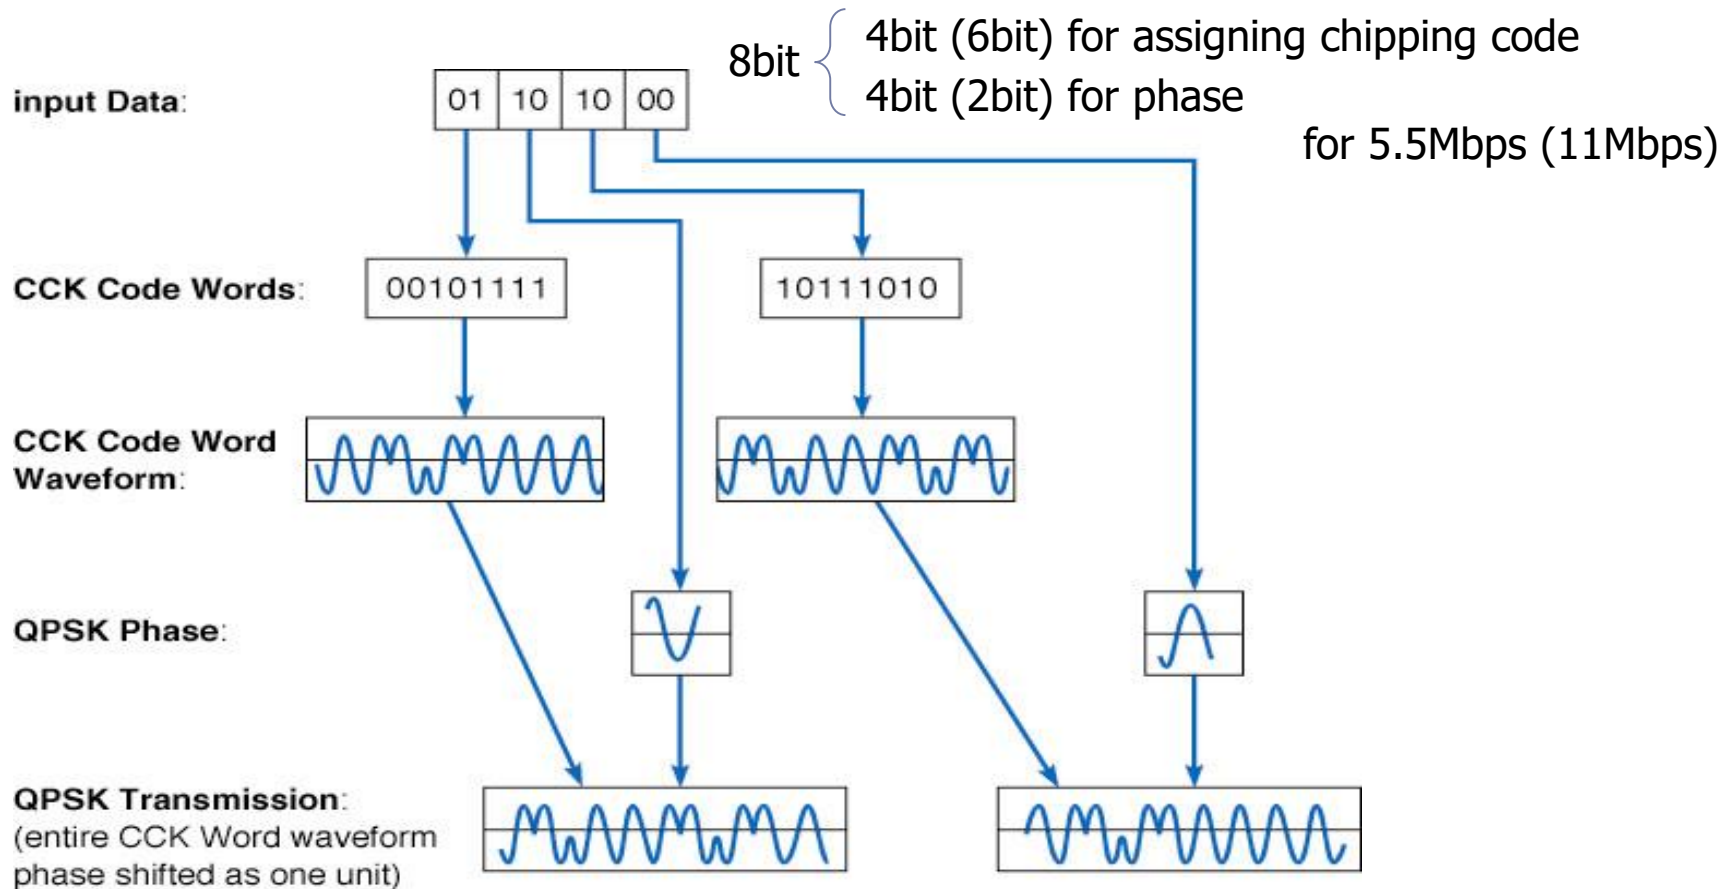 8bit
4bit (6bit) for assigning chipping code
4bit (2bit) for phase
for 5.5Mbps (11Mbps)
input Data:
01 10 10 00
CCK Code Words:
00101111
10111010
CCK Code Word
Waveform:
QPSK Phase:
QPSK Transmission:
(entire CCK Word waveform
phase shifted as one unit)